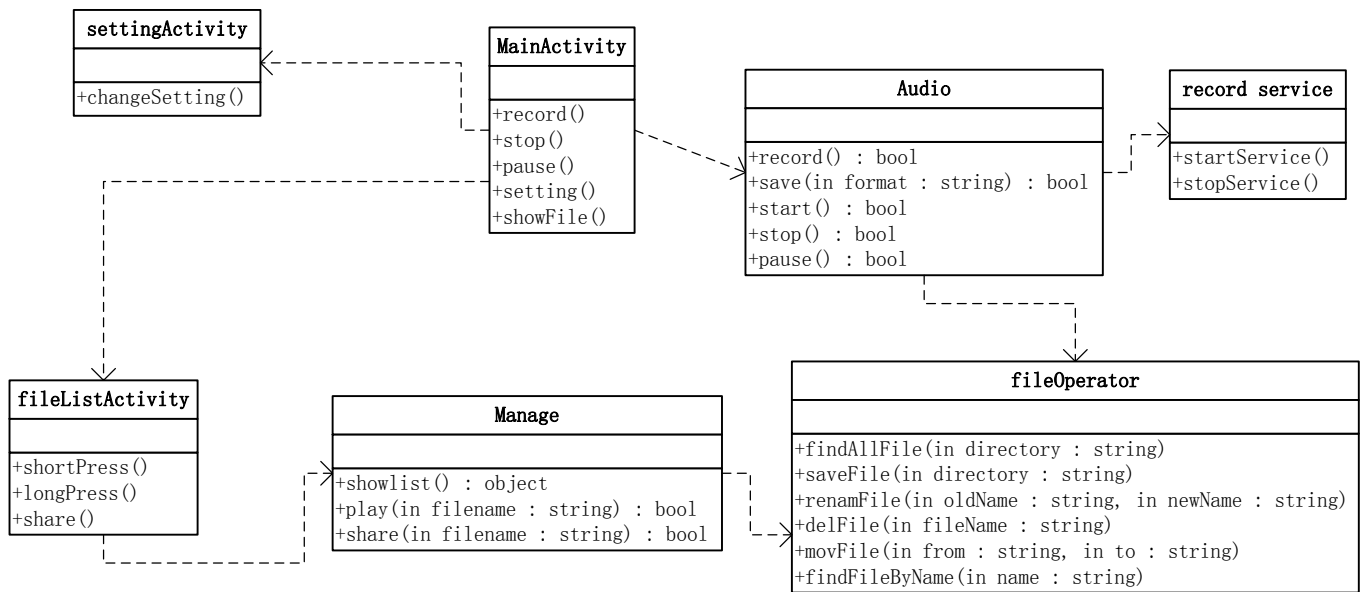 settingActivity
+changeSetting()
MainActivity
+record()
+stop()
+pause()
+setting()
+showFile()
Audio
+record() : bool
+save(in format : string) : bool
+start() : bool
+stop() : bool
+pause() : bool
record service
+startService()
+stopService()
fileListActivity
+shortPress()
+longPress()
+share()
Manage
+showlist() : object
+play(in filename : string) : bool
+share(in filename : string) : bool
fileOperator
+findAllFile(in directory : string)
+saveFile(in directory : string)
+renamFile(in oldName : string, in newName : string)
+delFile(in fileName : string)
+movFile(in from : string, in to : string)
+findFileByName(in name : string)